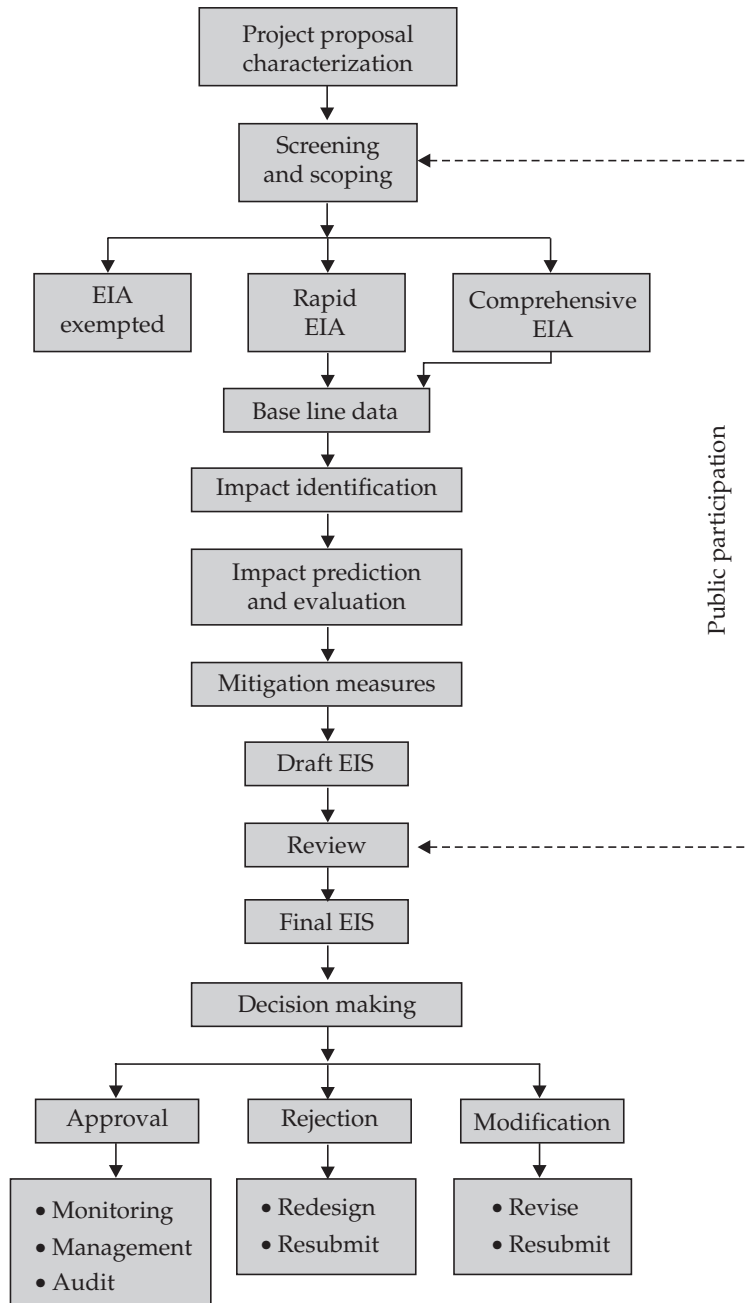 Project proposal
characterization
Screening
and scoping
EIA
exempted
Rapid
EIA
Comprehensive
EIA
Base line data
Impact identification
Impact prediction
and evaluation
Mitigation measures
Draft EIS
Review
Final EIS
Decision making
Public participation
Approval
Rejection
Modification
• Monitoring
• Management
• Audit
• Redesign
• Resubmit
• Revise
• Resubmit